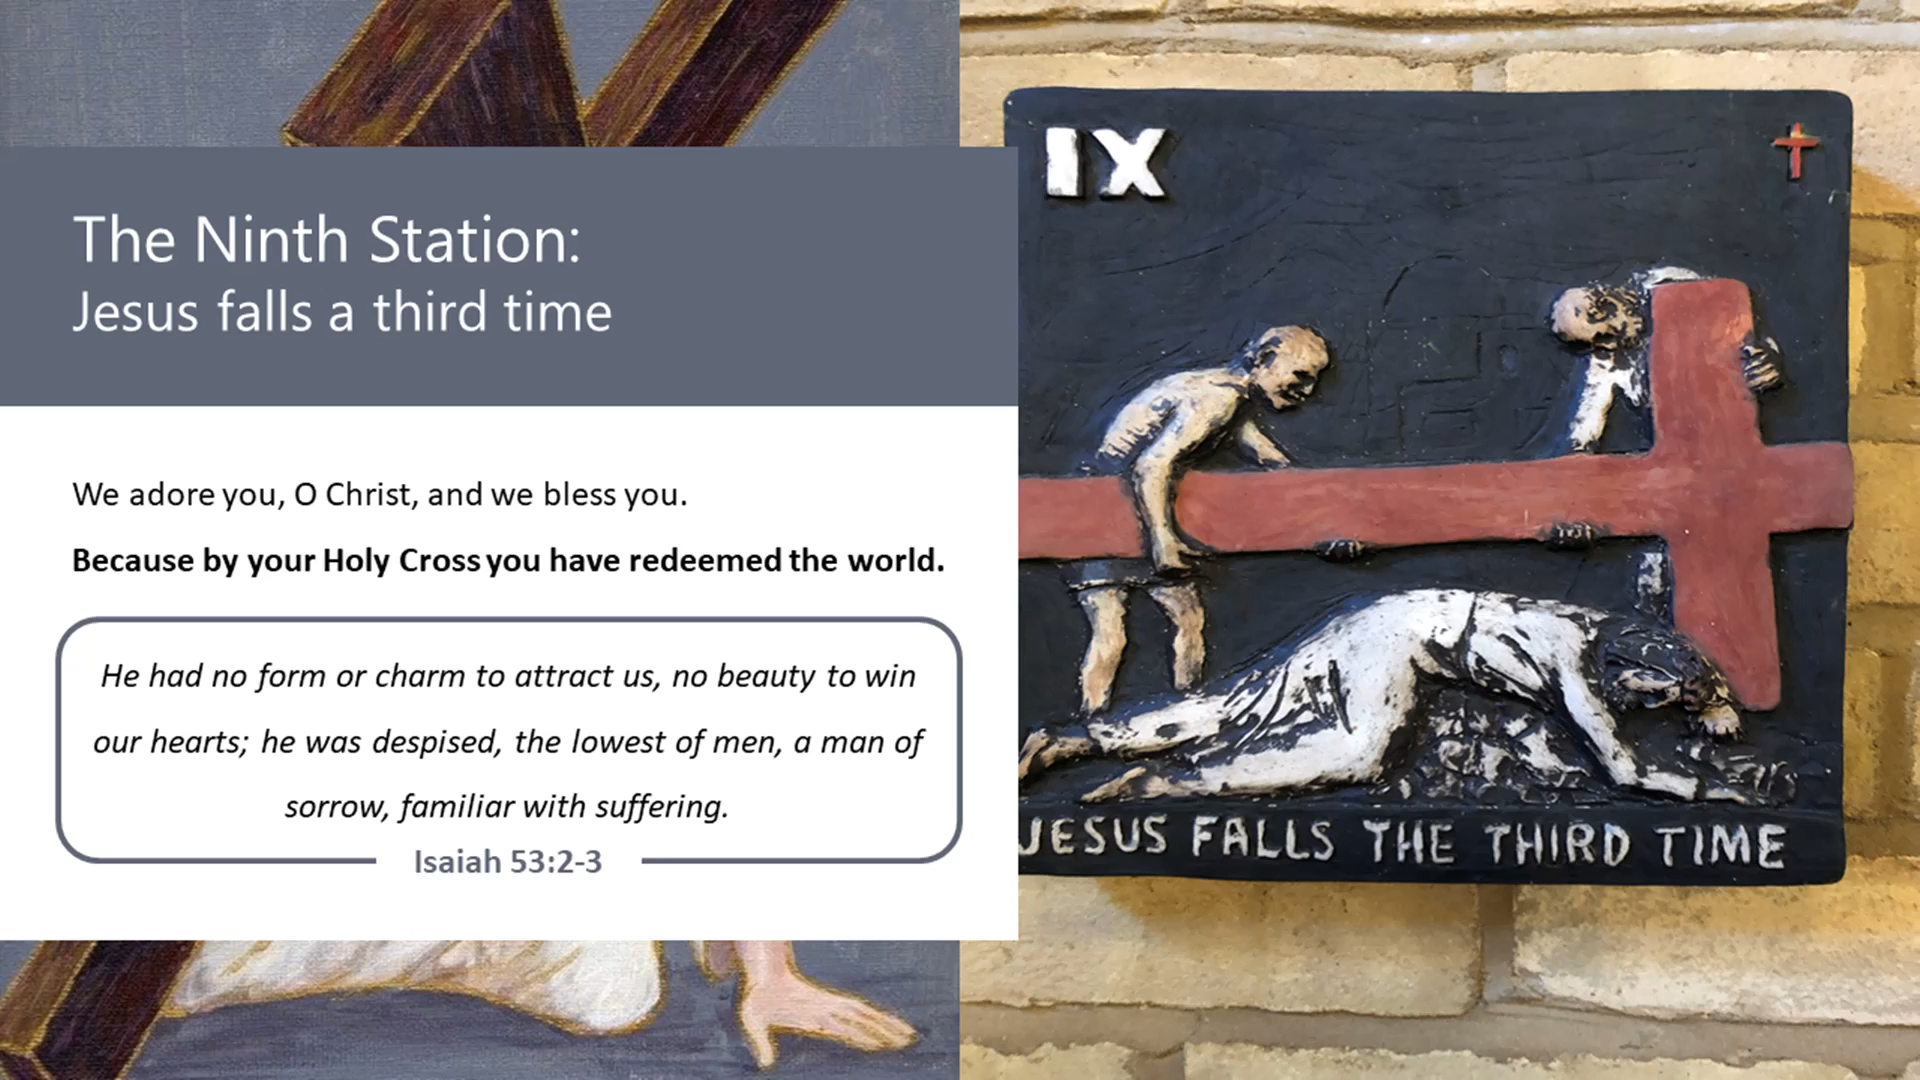 The Ninth Station:
Jesus falls a third time
We adore you, O Christ, and we bless you.
Because by your Holy Cross you have redeemed the world.
He had no form or charm to attract us, no beauty to win
our hearts; he was despised, the lowest of men, a man of
sorrow, familiar with suffering.
Isaiah 53:2-3
IX
JESUS FALLS THE THIRD TIME